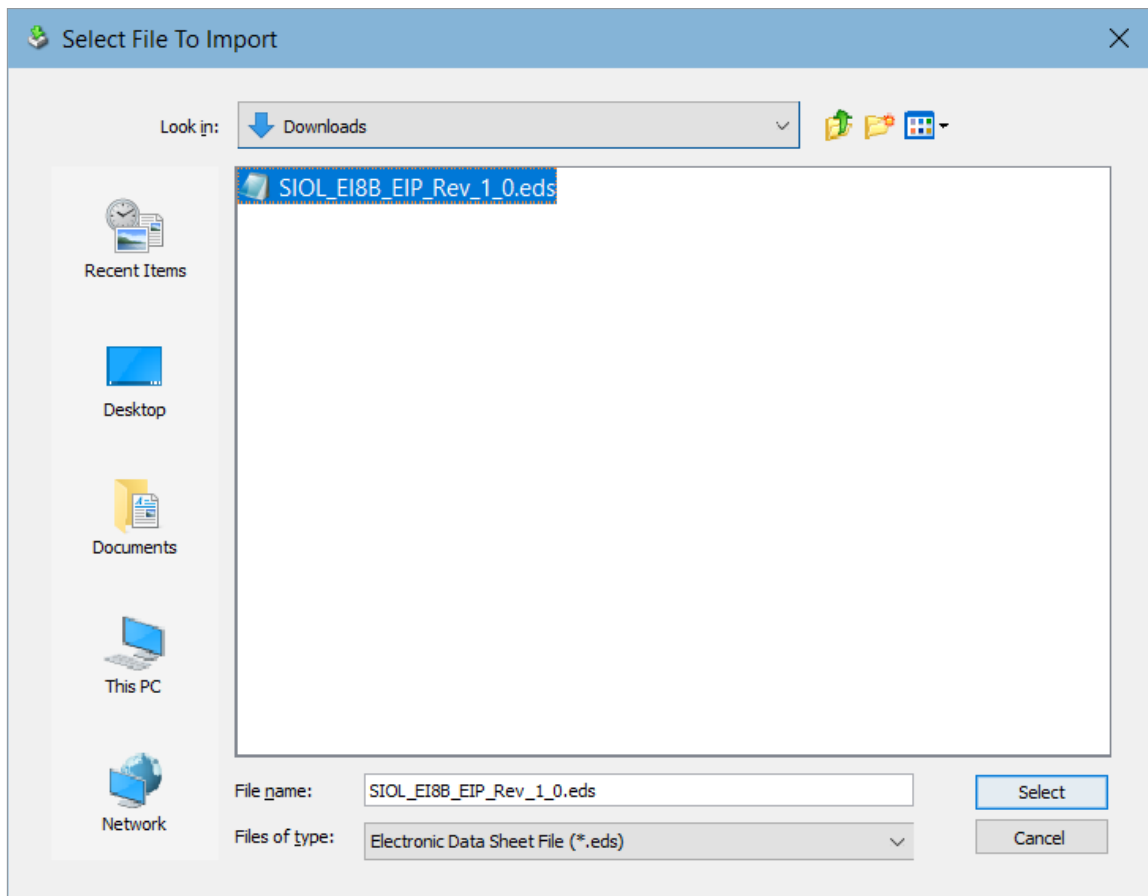 Select File To Import
Look in:
Downloads
SIOL_EI8B_EIP_Rev_1_0.eds
Recent Items
Desktop
Documents
This PC
Network
File name:
SIOL_EI8B_EIP_Rev_1_0.eds
Select
Files of type:
Electronic Data Sheet File (*.eds)
Cancel